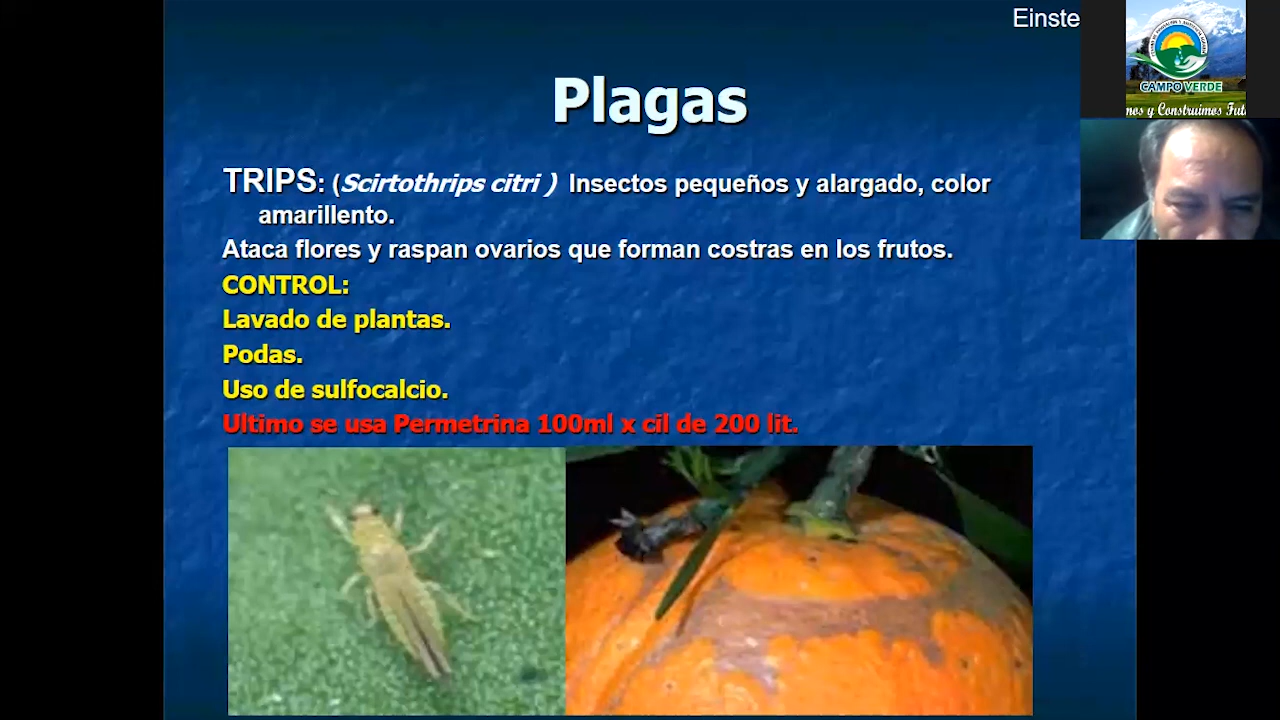 Einste
Plagas
TRIPS: (Scirtothrips citri ) Insectos pequeños y alargado, color
amarillento.
Ataca flores y raspan ovarios que forman costras en los frutos.
CONTROL:
Lavado de plantas.
Podas.
Uso de sulfocalcio.
Ultimo se usa Permetrina 100ml x cil de 200 lit.
CAMPO VERDE
nos y Construimos Fut